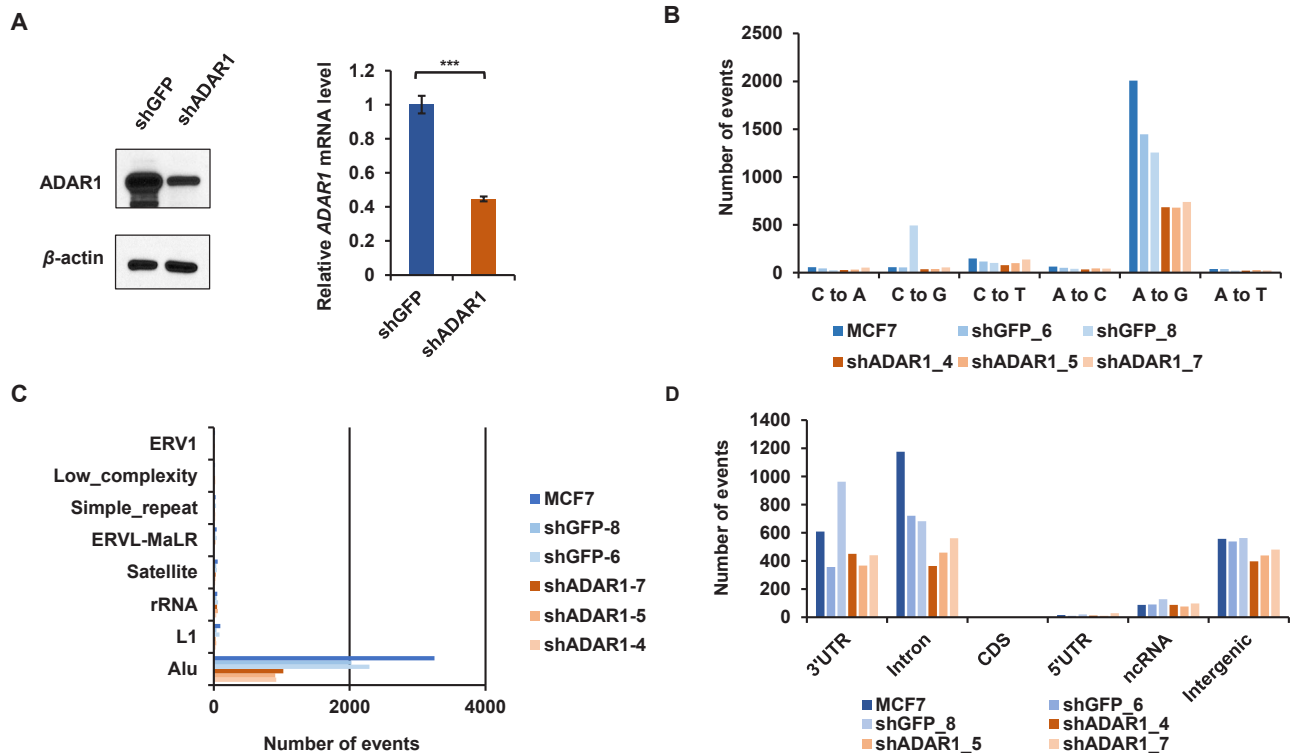 A
shGFP
shADAR1
ADAR1
β-actin
Relative ADAR1 mRNA level
1.2
1
0.8
0.6
0.4
0.2
0
***
shGFP
shADAR1
B
Number of events
2500
2000
1500
1000
500
0
C to A
C to G
C to T
A to C
A to G
A to T
MCF7
shGFP_6
shGFP_8
shADAR1_4
shADAR1_5
shADAR1_7
C
ERV1
Low_complexity
Simple_repeat
ERVL-MaLR
Satellite
rRNA
L1
Alu
0
2000
4000
Number of events
MCF7
shGFP-8
shGFP-6
shADAR1-7
shADAR1-5
shADAR1-4
D
Number of events
1400
1200
1000
800
600
400
200
0
3'UTR
Intron
CDS
5'UTR
ncRNA
Intergenic
MCF7
shGFP_6
shGFP_8
shADAR1_4
shADAR1_5
shADAR1_7